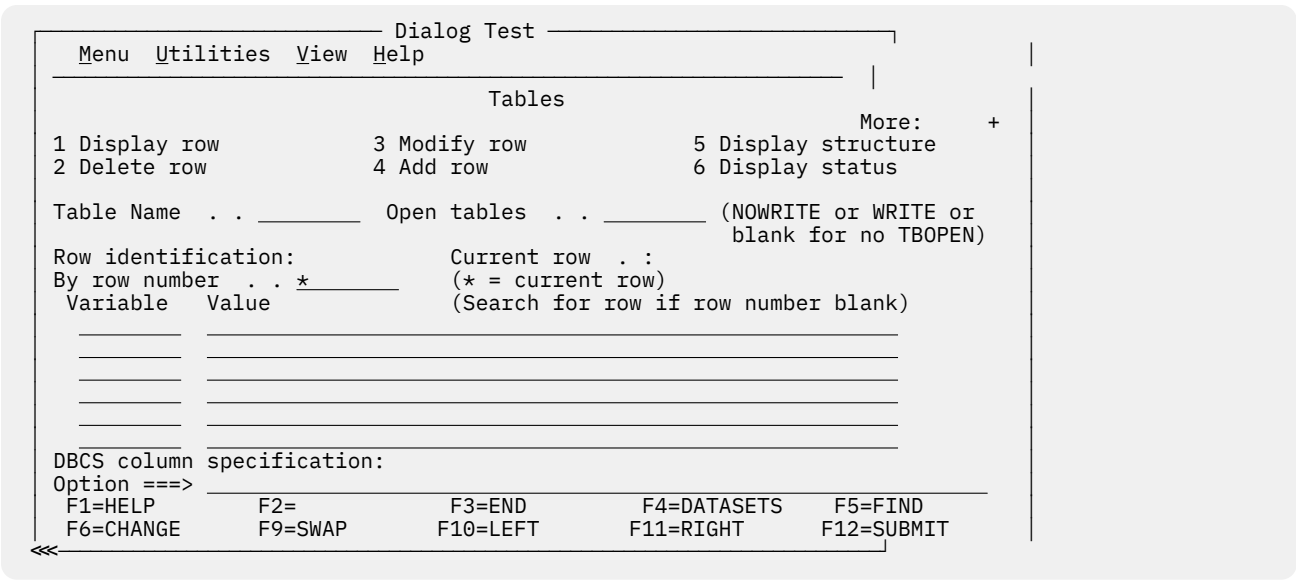 Dialog Test
Menu Utilities View Help
Tables
More: +
1 Display row 3 Modify row 5 Display structure
2 Delete row 4 Add row 6 Display status
Table Name . . ________ Open tables . . ________ (NOWRITE or WRITE or
blank for no TBOPEN)
Row identification: Current row . :
By row number . . *_______ (* = current row)
Variable Value (Search for row if row number blank)
DBCS column specification:
Option ===>
F1=HELP F2= F3=END F4=DATASETS F5=FIND
F6=CHANGE F9=SWAP F10=LEFT F11=RIGHT F12=SUBMIT
<<<